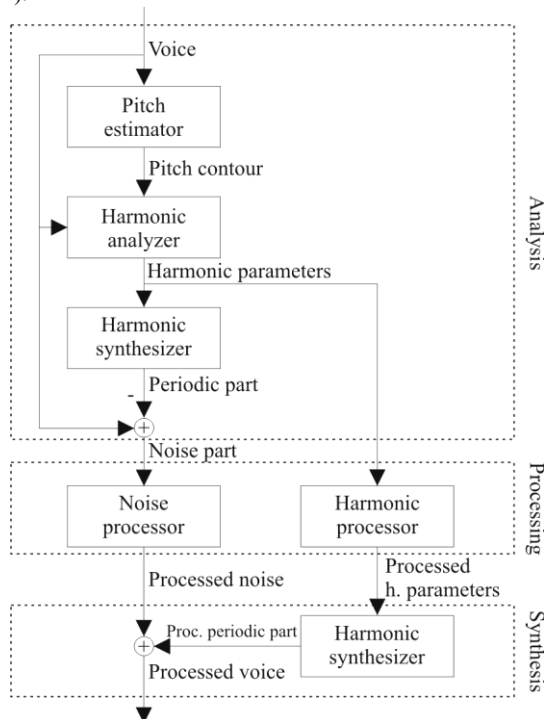 ).
Voice
Pitch
estimator
Pitch contour
Harmonic
analyzer
Harmonic parameters
Harmonic
synthesizer
-
Periodic part
+
Noise part
Analysis
Noise
processor
Harmonic
processor
Processing
Processed noise
Processed
h. parameters
+
Proc. periodic part
Harmonic
synthesizer
Processed voice
Synthesis